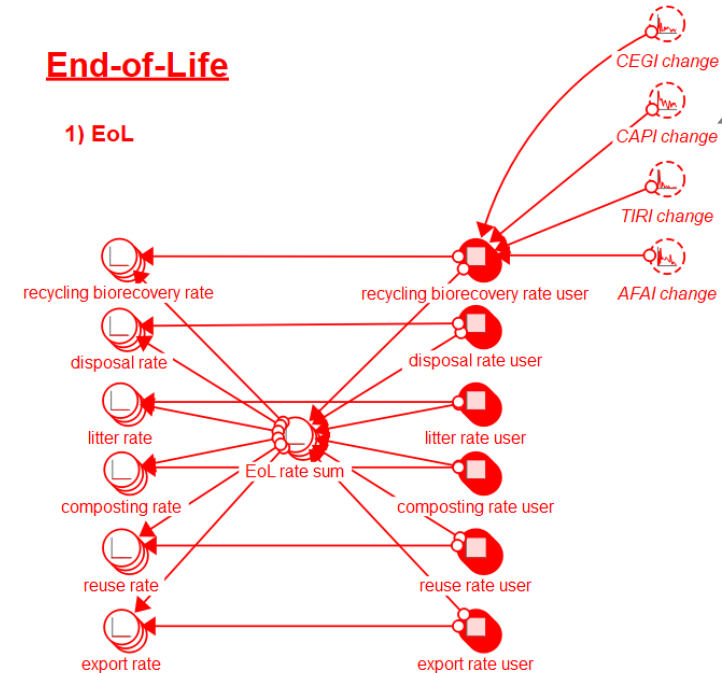 End-of-Life
CEGI change
1) EoL
CAPI change
TIRI change
recycling biorecovery rate
recycling biorecovery rate user
AFAI change
disposal rate
disposal rate user
litter rate
litter rate user
EoL rate sum
composting rate
composting rate user
reuse rate
reuse rate user
export rate
export rate user